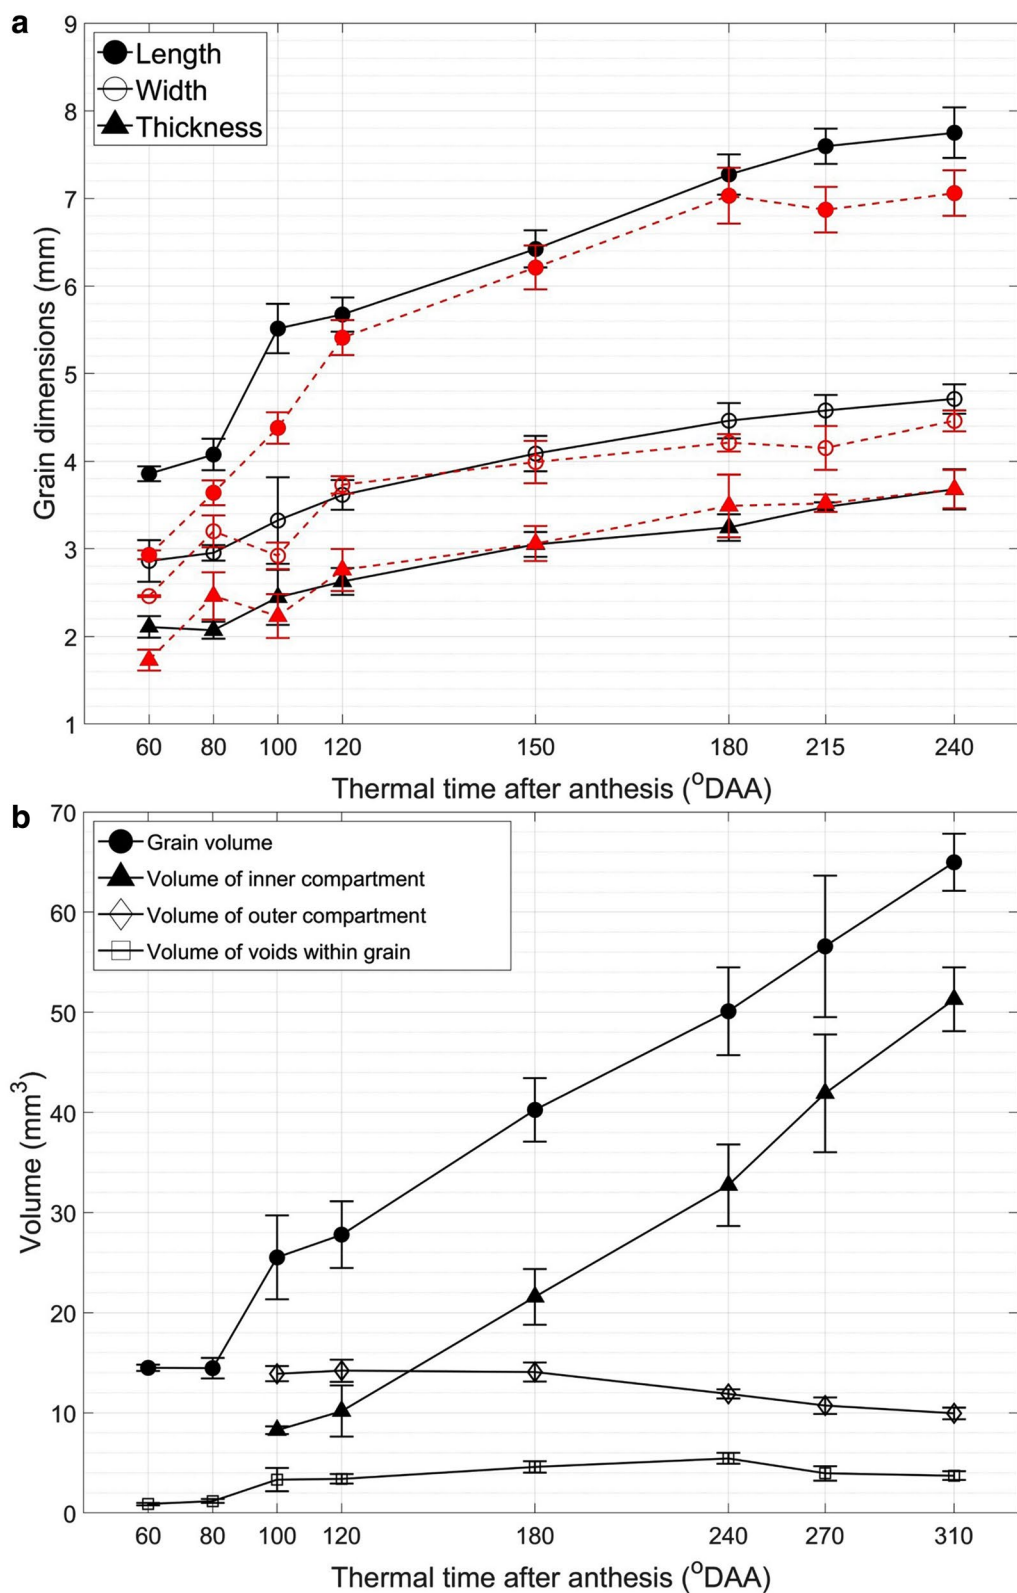 a
9
8
7
6
5
4
3
2
1
Grain dimensions (mm)
Length
Width
Thickness
60 80 100 120 150 180 215 240
Thermal time after anthesis (°DAA)
b
70
60
50
40
30
20
10
0
Volume (mm³)
Grain volume
Volume of inner compartment
Volume of outer compartment
Volume of voids within grain
60 80 100 120 180 240 270 310
Thermal time after anthesis (°DAA)